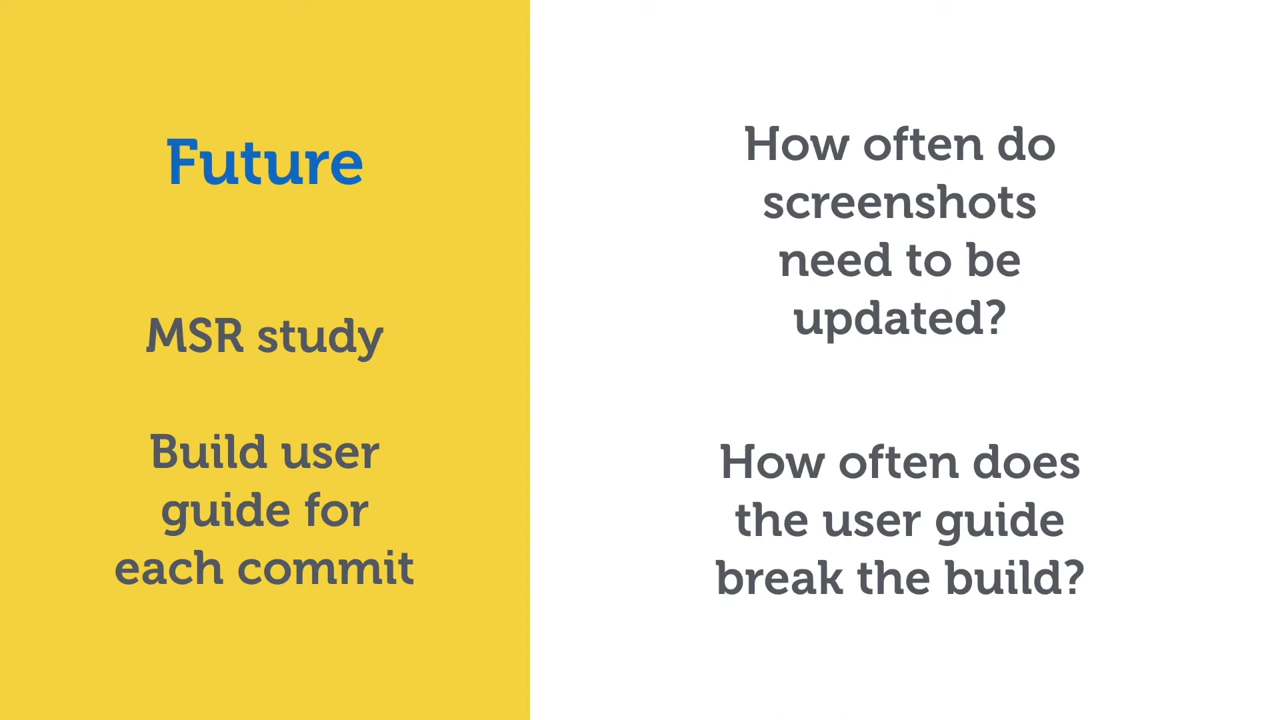 Future
MSR study
Build user
guide for
each commit
How often do
screenshots
need to be
updated?
How often does
the user guide
break the build?